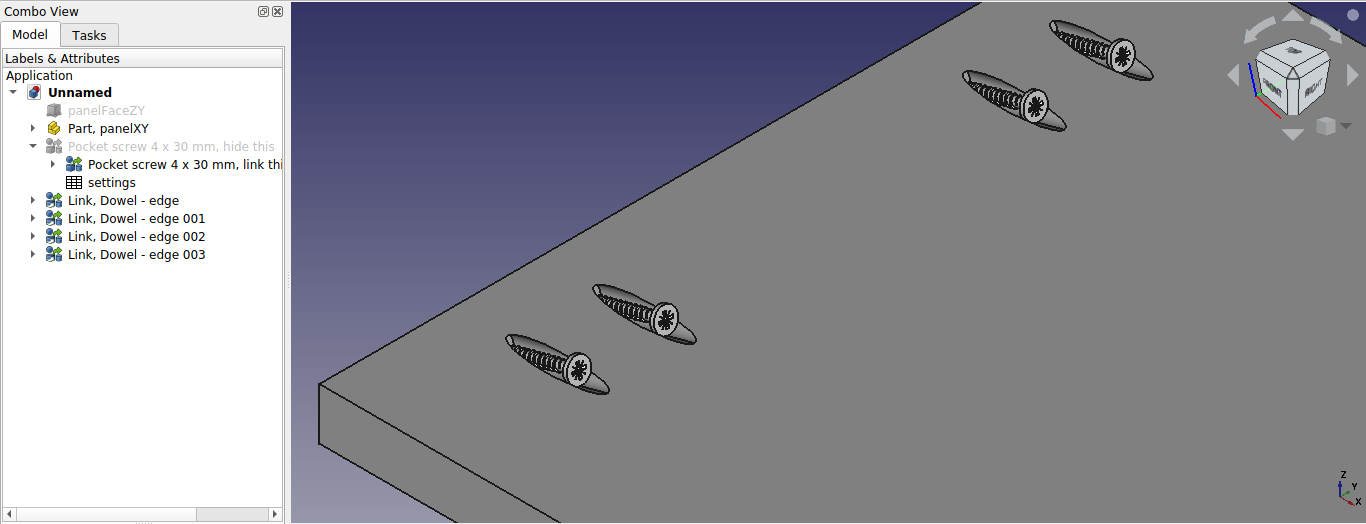 Combo View
Model
Tasks
Labels & Attributes
Application
Unnamed
panelFaceZY
Part, panelXY
Pocket screw 4 x 30 mm, hide this
Pocket screw 4 x 30 mm, link thi
settings
Link, Dowel - edge
Link, Dowel - edge 001
Link, Dowel - edge 002
Link, Dowel - edge 003
FRONT
RIGHT
Z
Y
X